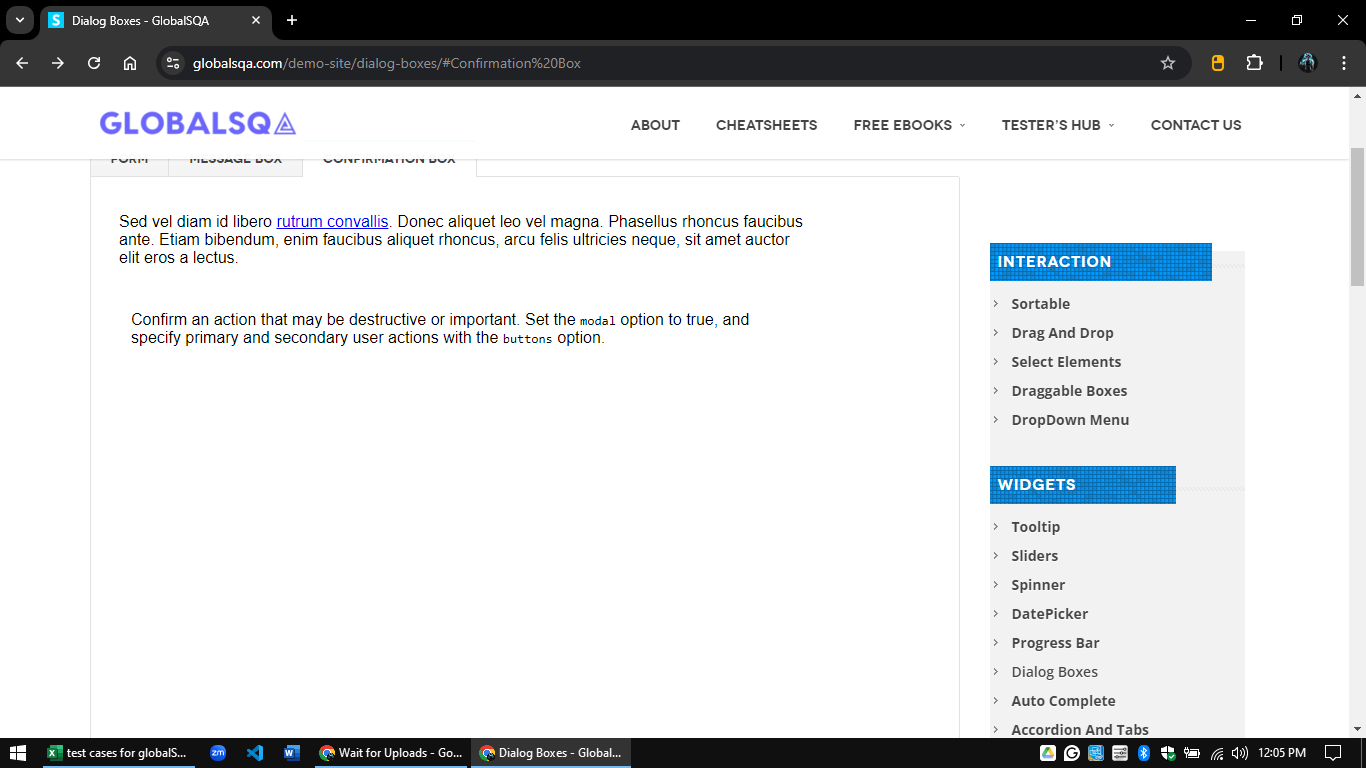 Dialog Boxes - GlobalSQA
globalsqa.com/demo-site/dialog-boxes/#Confirmation%20Box
GLOBALSQA
ABOUT
CHEATSHEETS
FREE EBOOKS
TESTER'S HUB
CONTACT US
FORM
MESSAGE BOX
CONFIRMATION BOX
Sed vel diam id libero rutrum convallis. Donec aliquet leo vel magna. Phasellus rhoncus faucibus
ante. Etiam bibendum, enim faucibus aliquet rhoncus, arcu felis ultricies neque, sit amet auctor
elit eros a lectus.
Confirm an action that may be destructive or important. Set the modal option to true, and
specify primary and secondary user actions with the buttons option.
INTERACTION
Sortable
Drag And Drop
Select Elements
Draggable Boxes
DropDown Menu
WIDGETS
Tooltip
Sliders
Spinner
DatePicker
Progress Bar
Dialog Boxes
Auto Complete
Accordion And Tabs
test cases for globalS...
zm
Wait for Uploads - Go...
Dialog Boxes - Global...
12:05 PM